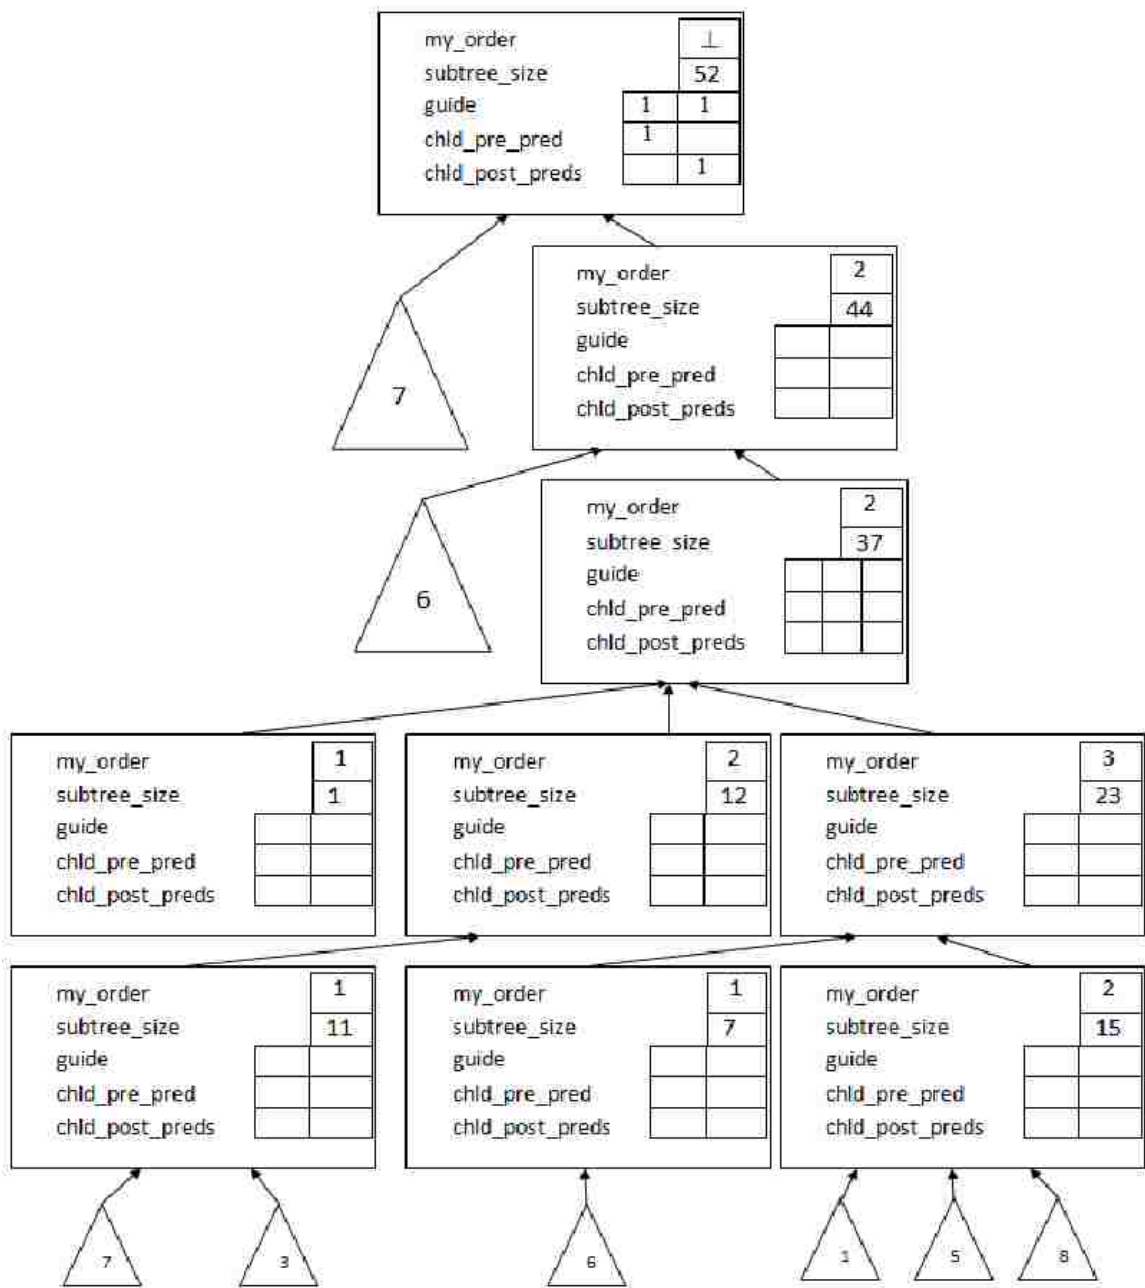 my_order ⊥
subtree_size 52
guide 1 1
chld_pre_pred 1
chld_post_preds 1
my_order 2
subtree_size 44
guide
chld_pre_pred
chld_post_preds
7
my_order 2
subtree_size 37
guide
chld_pre_pred
chld_post_preds
6
my_order 1
subtree_size 1
guide
chld_pre_pred
chld_post_preds
my_order 2
subtree_size 12
guide
chld_pre_pred
chld_post_preds
my_order 3
subtree_size 23
guide
chld_pre_pred
chld_post_preds
my_order 1
subtree_size 11
guide
chld_pre_pred
chld_post_preds
my_order 1
subtree_size 7
guide
chld_pre_pred
chld_post_preds
my_order 2
subtree_size 15
guide
chld_pre_pred
chld_post_preds
7 3 6 1 5 8